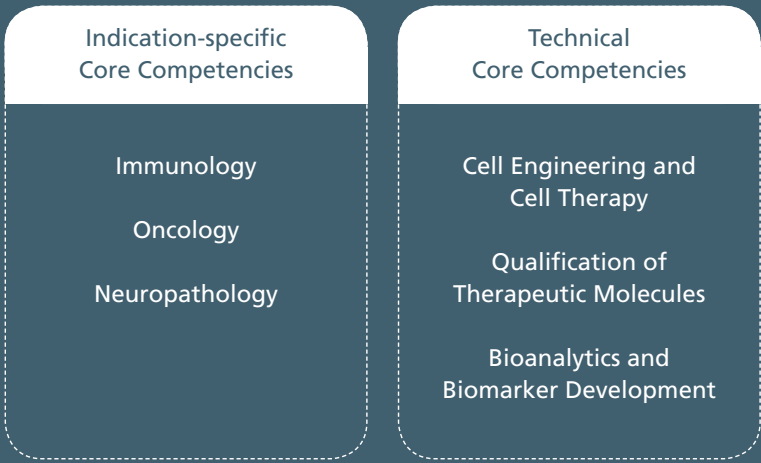 Indication-specific
Core Competencies
Immunology
Oncology
Neuropathology
Technical
Core Competencies
Cell Engineering and
Cell Therapy
Qualification of
Therapeutic Molecules
Bioanalytics and
Biomarker Development